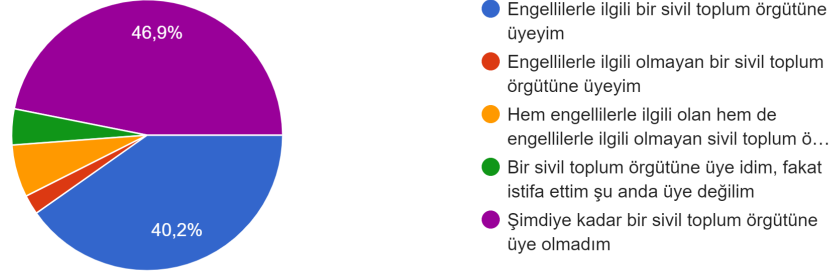 46,9%
40,2%
Engellilerle ilgili bir sivil toplum örgütüne
üyeyim
Engellilerle ilgili olmayan bir sivil toplum
örgütüne üyeyim
Hem engellilerle ilgili olan hem de
engellilerle ilgili olmayan sivil toplum ö…
Bir sivil toplum örgütüne üye idim, fakat
istifa ettim şu anda üye değilim
Şimdiye kadar bir sivil toplum örgütüne
üye olmadım